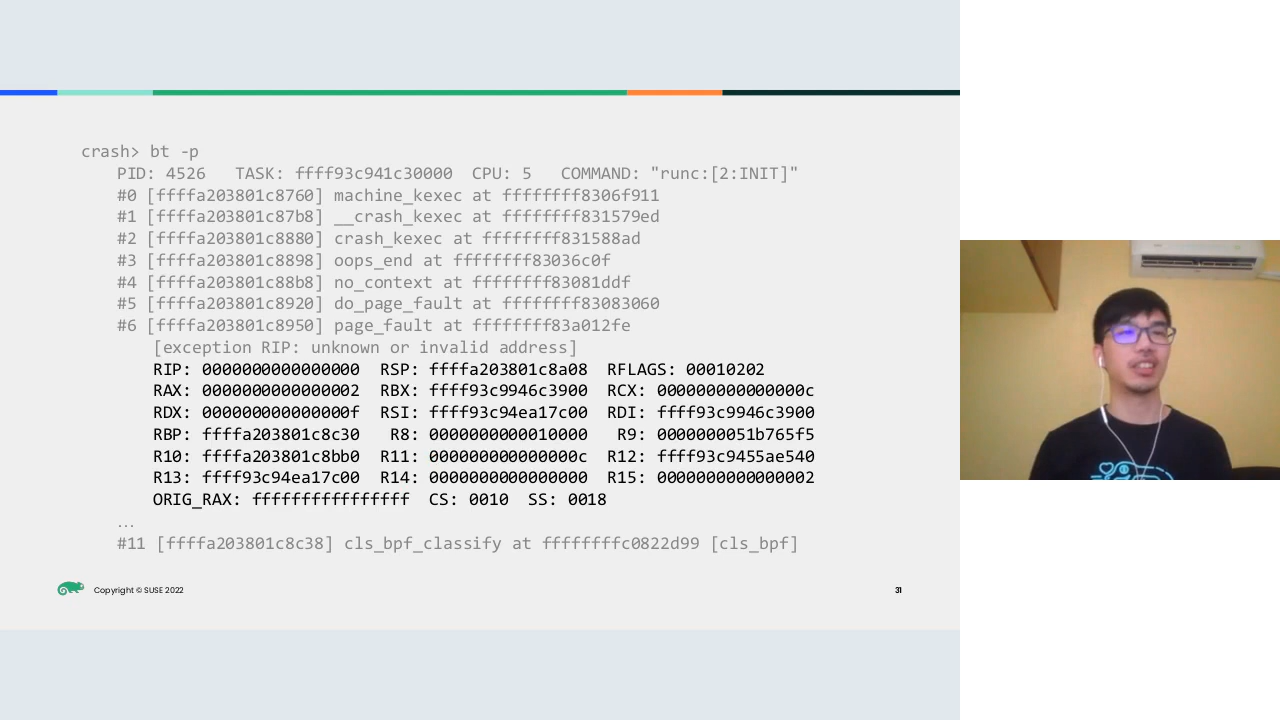 crash> bt -p
PID: 4526 TASK: ffff93c941c30000 CPU: 5 COMMAND: "runc:[2:INIT]"
#0 [ffffa203801c8760] machine_kexec at ffffffff8306f911
#1 [ffffa203801c87b8] __crash_kexec at ffffffff831579ed
#2 [ffffa203801c8880] crash_kexec at ffffffff831588ad
#3 [ffffa203801c8898] oops_end at ffffffff83036c0f
#4 [ffffa203801c88b8] no_context at ffffffff83081ddf
#5 [ffffa203801c8920] do_page_fault at ffffffff83083060
#6 [ffffa203801c8950] page_fault at ffffffff83a012fe
[exception RIP: unknown or invalid address]
RIP: 0000000000000000 RSP: ffffa203801c8a08 RFLAGS: 00010202
RAX: 0000000000000002 RBX: ffff93c9946c3900 RCX: 000000000000000c
RDX: 000000000000000f RSI: ffff93c94ea17c00 RDI: ffff93c9946c3900
RBP: ffffa203801c8c30 R8: 0000000000010000 R9: 0000000051b765f5
R10: ffffa203801c8bb0 R11: 000000000000000c R12: ffff93c9455ae540
R13: ffff93c94ea17c00 R14: 0000000000000000 R15: 0000000000000002
ORIG_RAX: ffffffffffffffff CS: 0010 SS: 0018
...
#11 [ffffa203801c8c38] cls_bpf_classify at ffffffffc0822d99 [cls_bpf]
Copyright © SUSE 2022
31